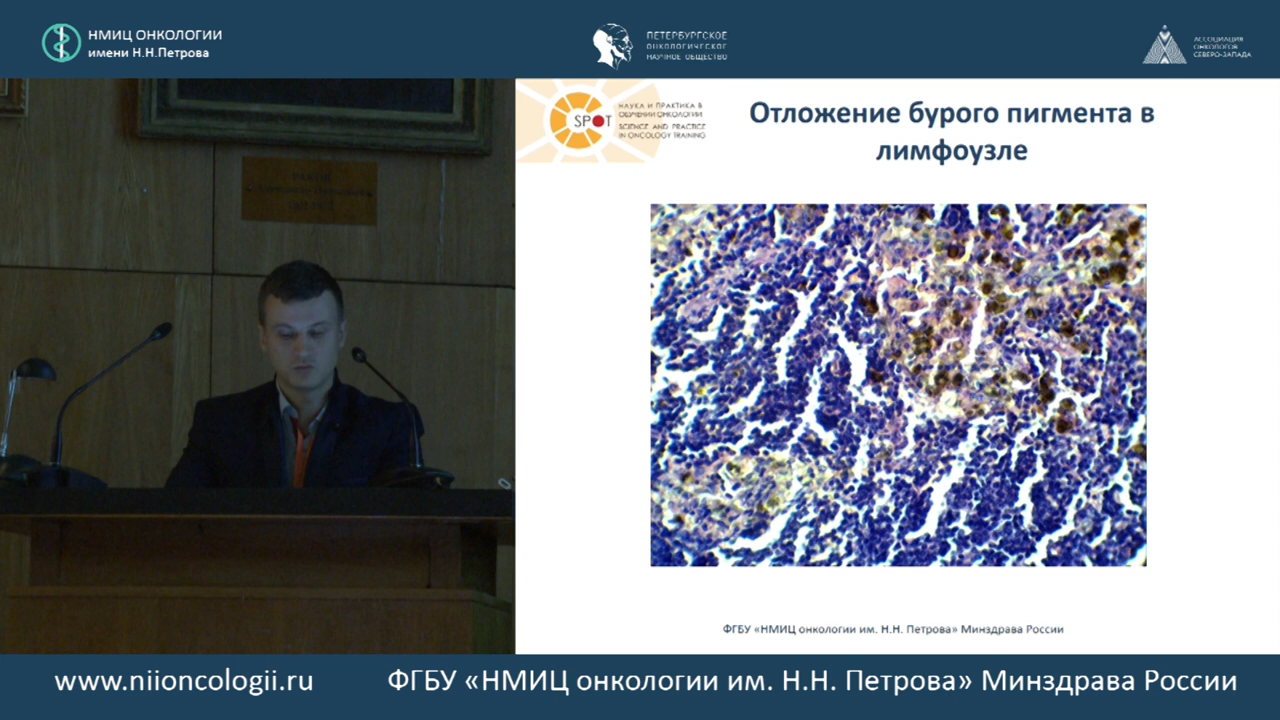 НМИЦ ОНКОЛОГИИ
имени Н.Н.Петрова
ПЕТЕРБУРГСКОЕ
ОНКОЛОГИЧЕСКОЕ
НАУЧНОЕ ОБЩЕСТВО
АССОЦИАЦИЯ
ОНКОЛОГОВ
СЕВЕРО-ЗАПАДА
SPOT
НАУКА И ПРАКТИКА В
ОБУЧЕНИИ ОНКОЛОГИИ
SCIENCE AND PRACTICE
IN ONCOLOGY TRAINING
Отложение бурого пигмента в
лимфоузле
ФГБУ «НМИЦ онкологии им. Н.Н. Петрова» Минздрава России
www.niioncologii.ru
ФГБУ «НМИЦ онкологии им. Н.Н. Петрова» Минздрава России